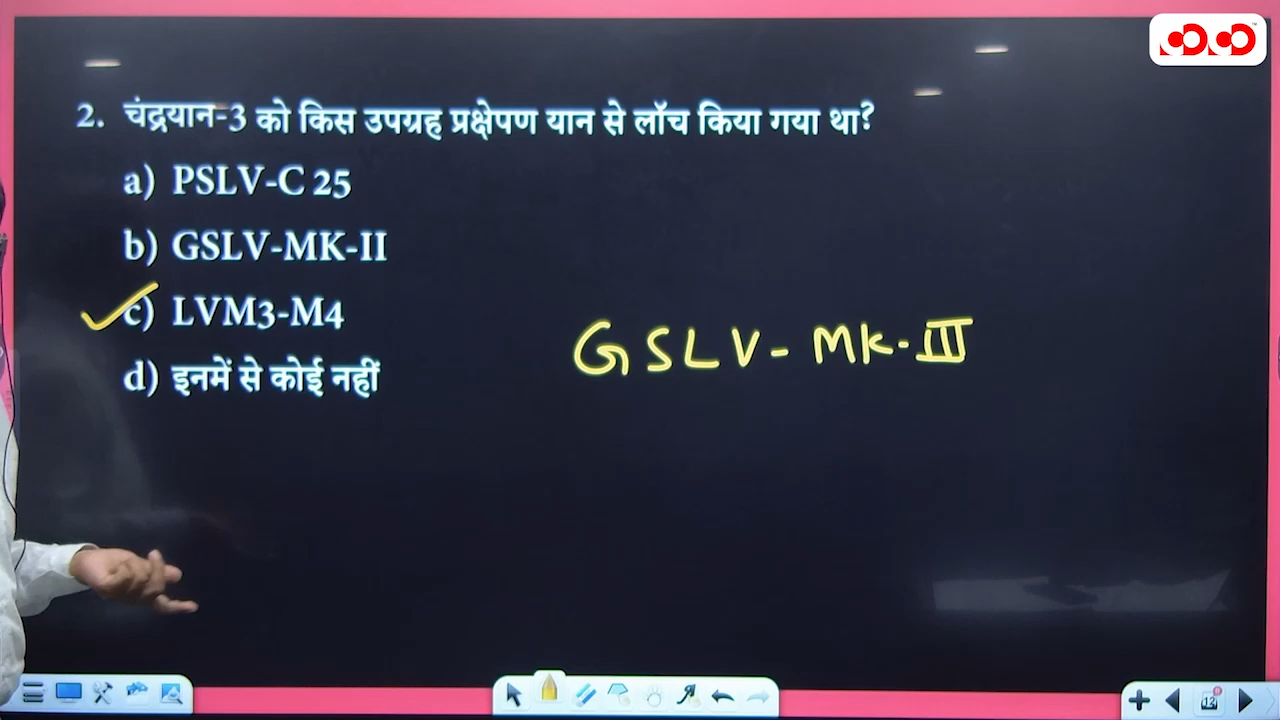 2. चंद्रयान-3 को किस उपग्रह प्रक्षेपण यान से लॉच किया गया था?
a) PSLV-C 25
b) GSLV-MK-II
c) LVM3-M4
GSLV-MK-III
d) इनमें से कोई नहीं